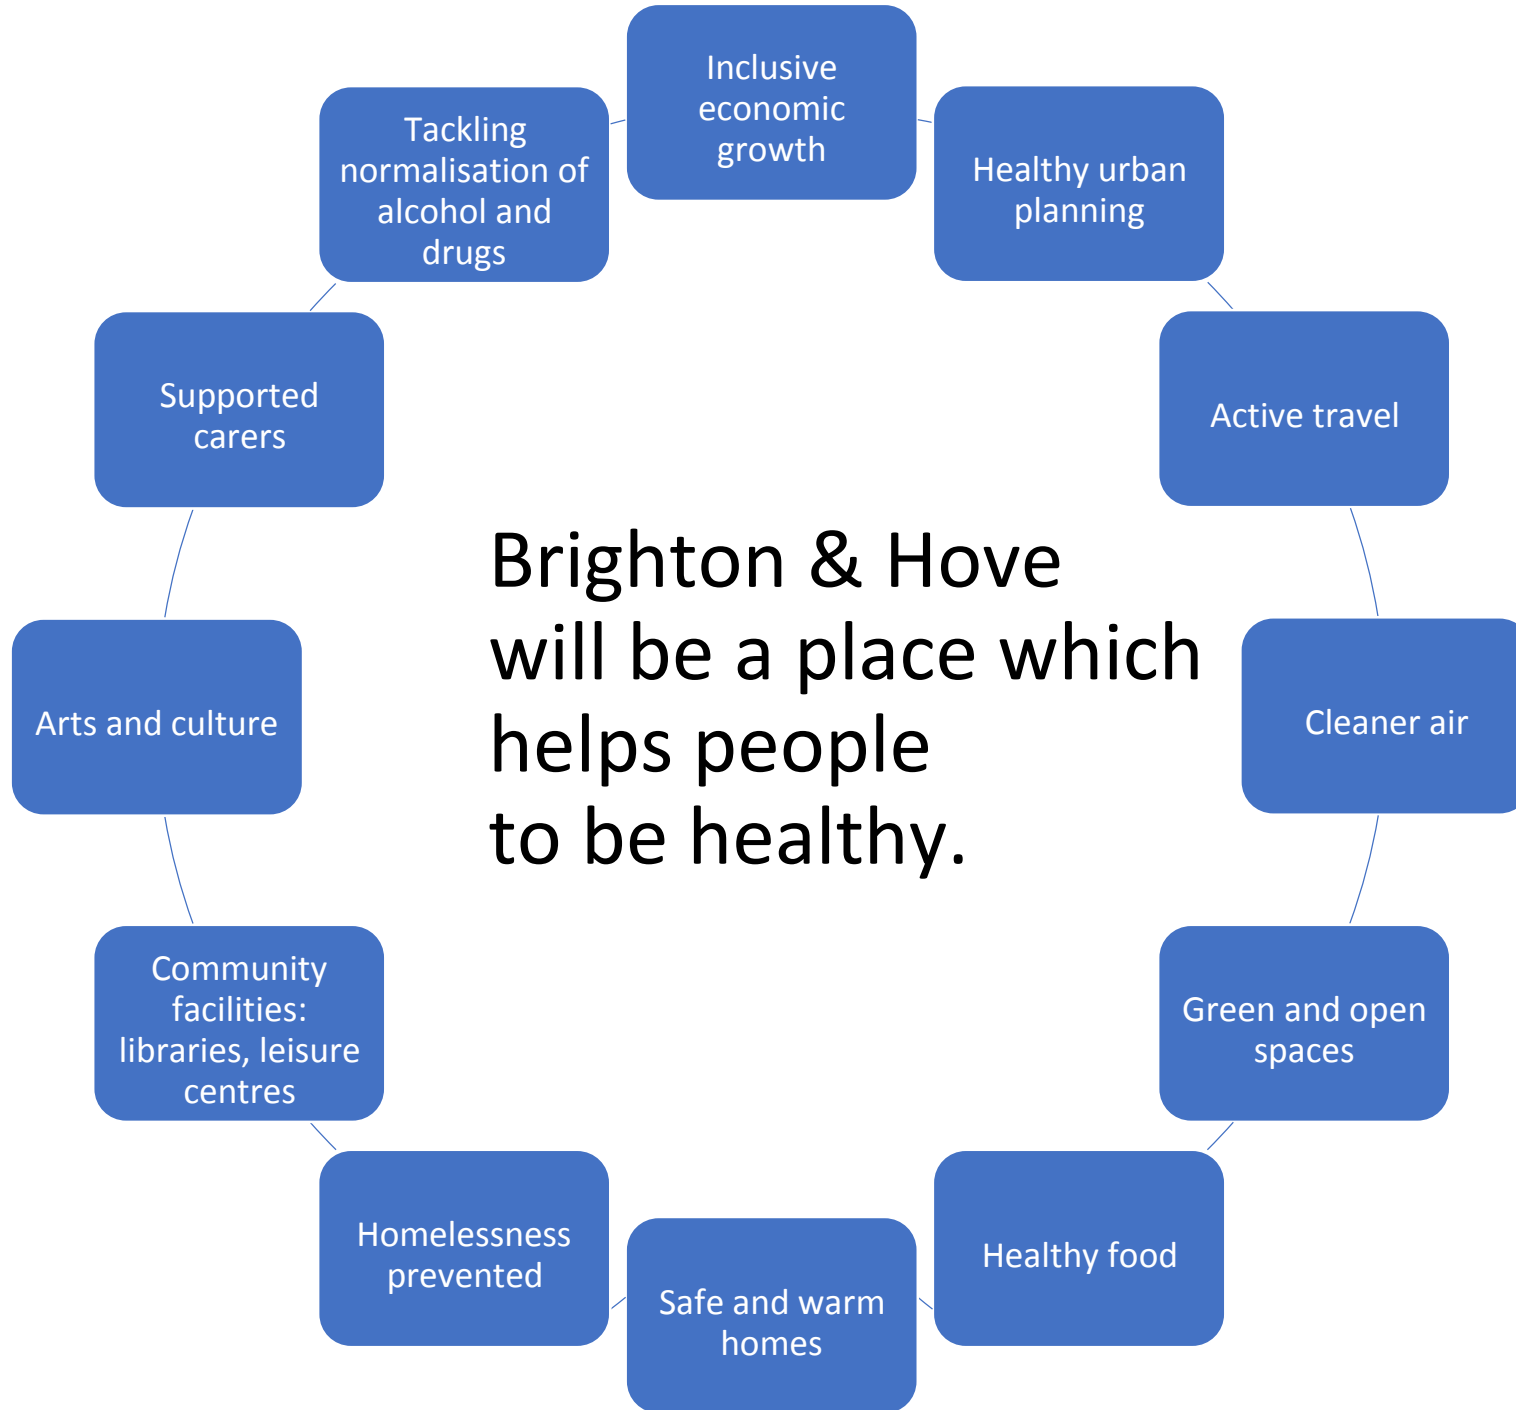 Inclusive
economic
growth
Healthy urban
planning
Active travel
Cleaner air
Green and open
spaces
Healthy food
Safe and warm
homes
Homelessness
prevented
Community
facilities:
libraries, leisure
centres
Arts and culture
Supported
carers
Tackling
normalisation of
alcohol and
drugs
Brighton & Hove
will be a place which
helps people
to be healthy.